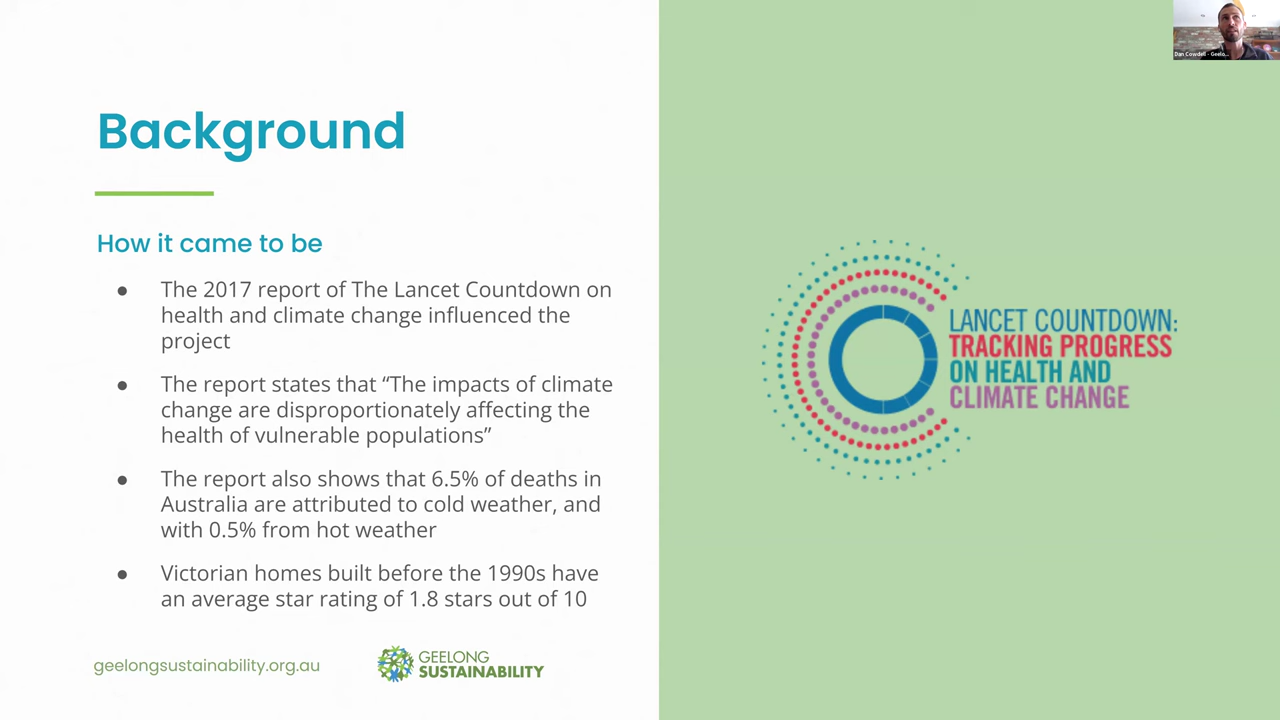 Background
How it came to be
● The 2017 report of The Lancet Countdown on
health and climate change influenced the
project
● The report states that “The impacts of climate
change are disproportionately affecting the
health of vulnerable populations”
● The report also shows that 6.5% of deaths in
Australia are attributed to cold weather, and
with 0.5% from hot weather
● Victorian homes built before the 1990s have
an average star rating of 1.8 stars out of 10
geelongsustainability.org.au
GEELONG
SUSTAINABILITY
LANCET COUNTDOWN:
TRACKING PROGRESS
ON HEALTH AND
CLIMATE CHANGE
Dan Cowdell - Geelo...